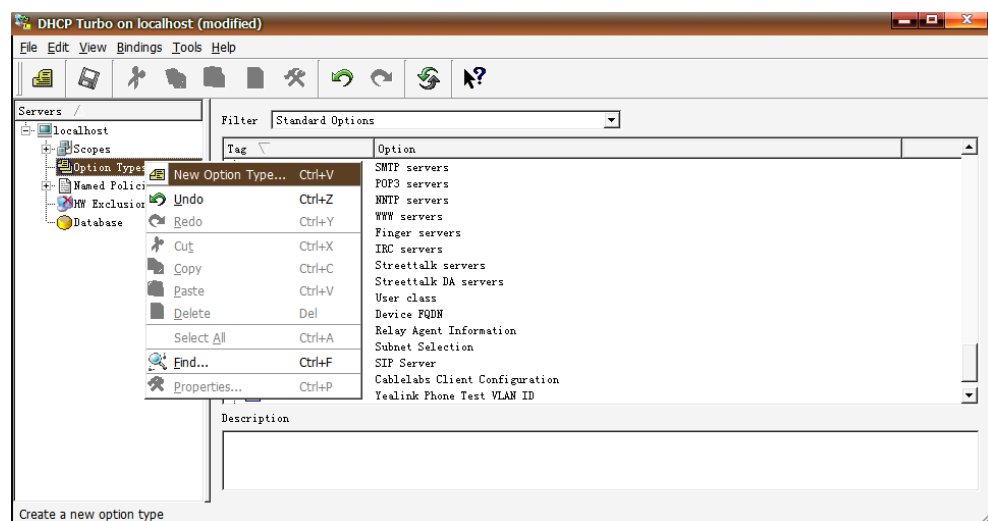 DHCP Turbo on localhost (modified)
File Edit View Bindings Tools Help
Servers
localhost
Scopes
Option Types
Named Polici
HW Exclusion
Database
New Option Type... Ctrl+V
Undo Ctrl+Z
Redo Ctrl+Y
Cut Ctrl+X
Copy Ctrl+C
Paste Ctrl+V
Delete Del
Select All Ctrl+A
Find... Ctrl+F
Properties... Ctrl+P
Filter Standard Options
Tag Option
SMTP servers
POP3 servers
NNTP servers
WWW servers
Finger servers
IRC servers
Streettalk servers
Streettalk DA servers
User class
Device FQDN
Relay Agent Information
Subnet Selection
SIP Server
Cablelabs Client Configuration
Yealink Phone Test VLAN ID
Description
Create a new option type